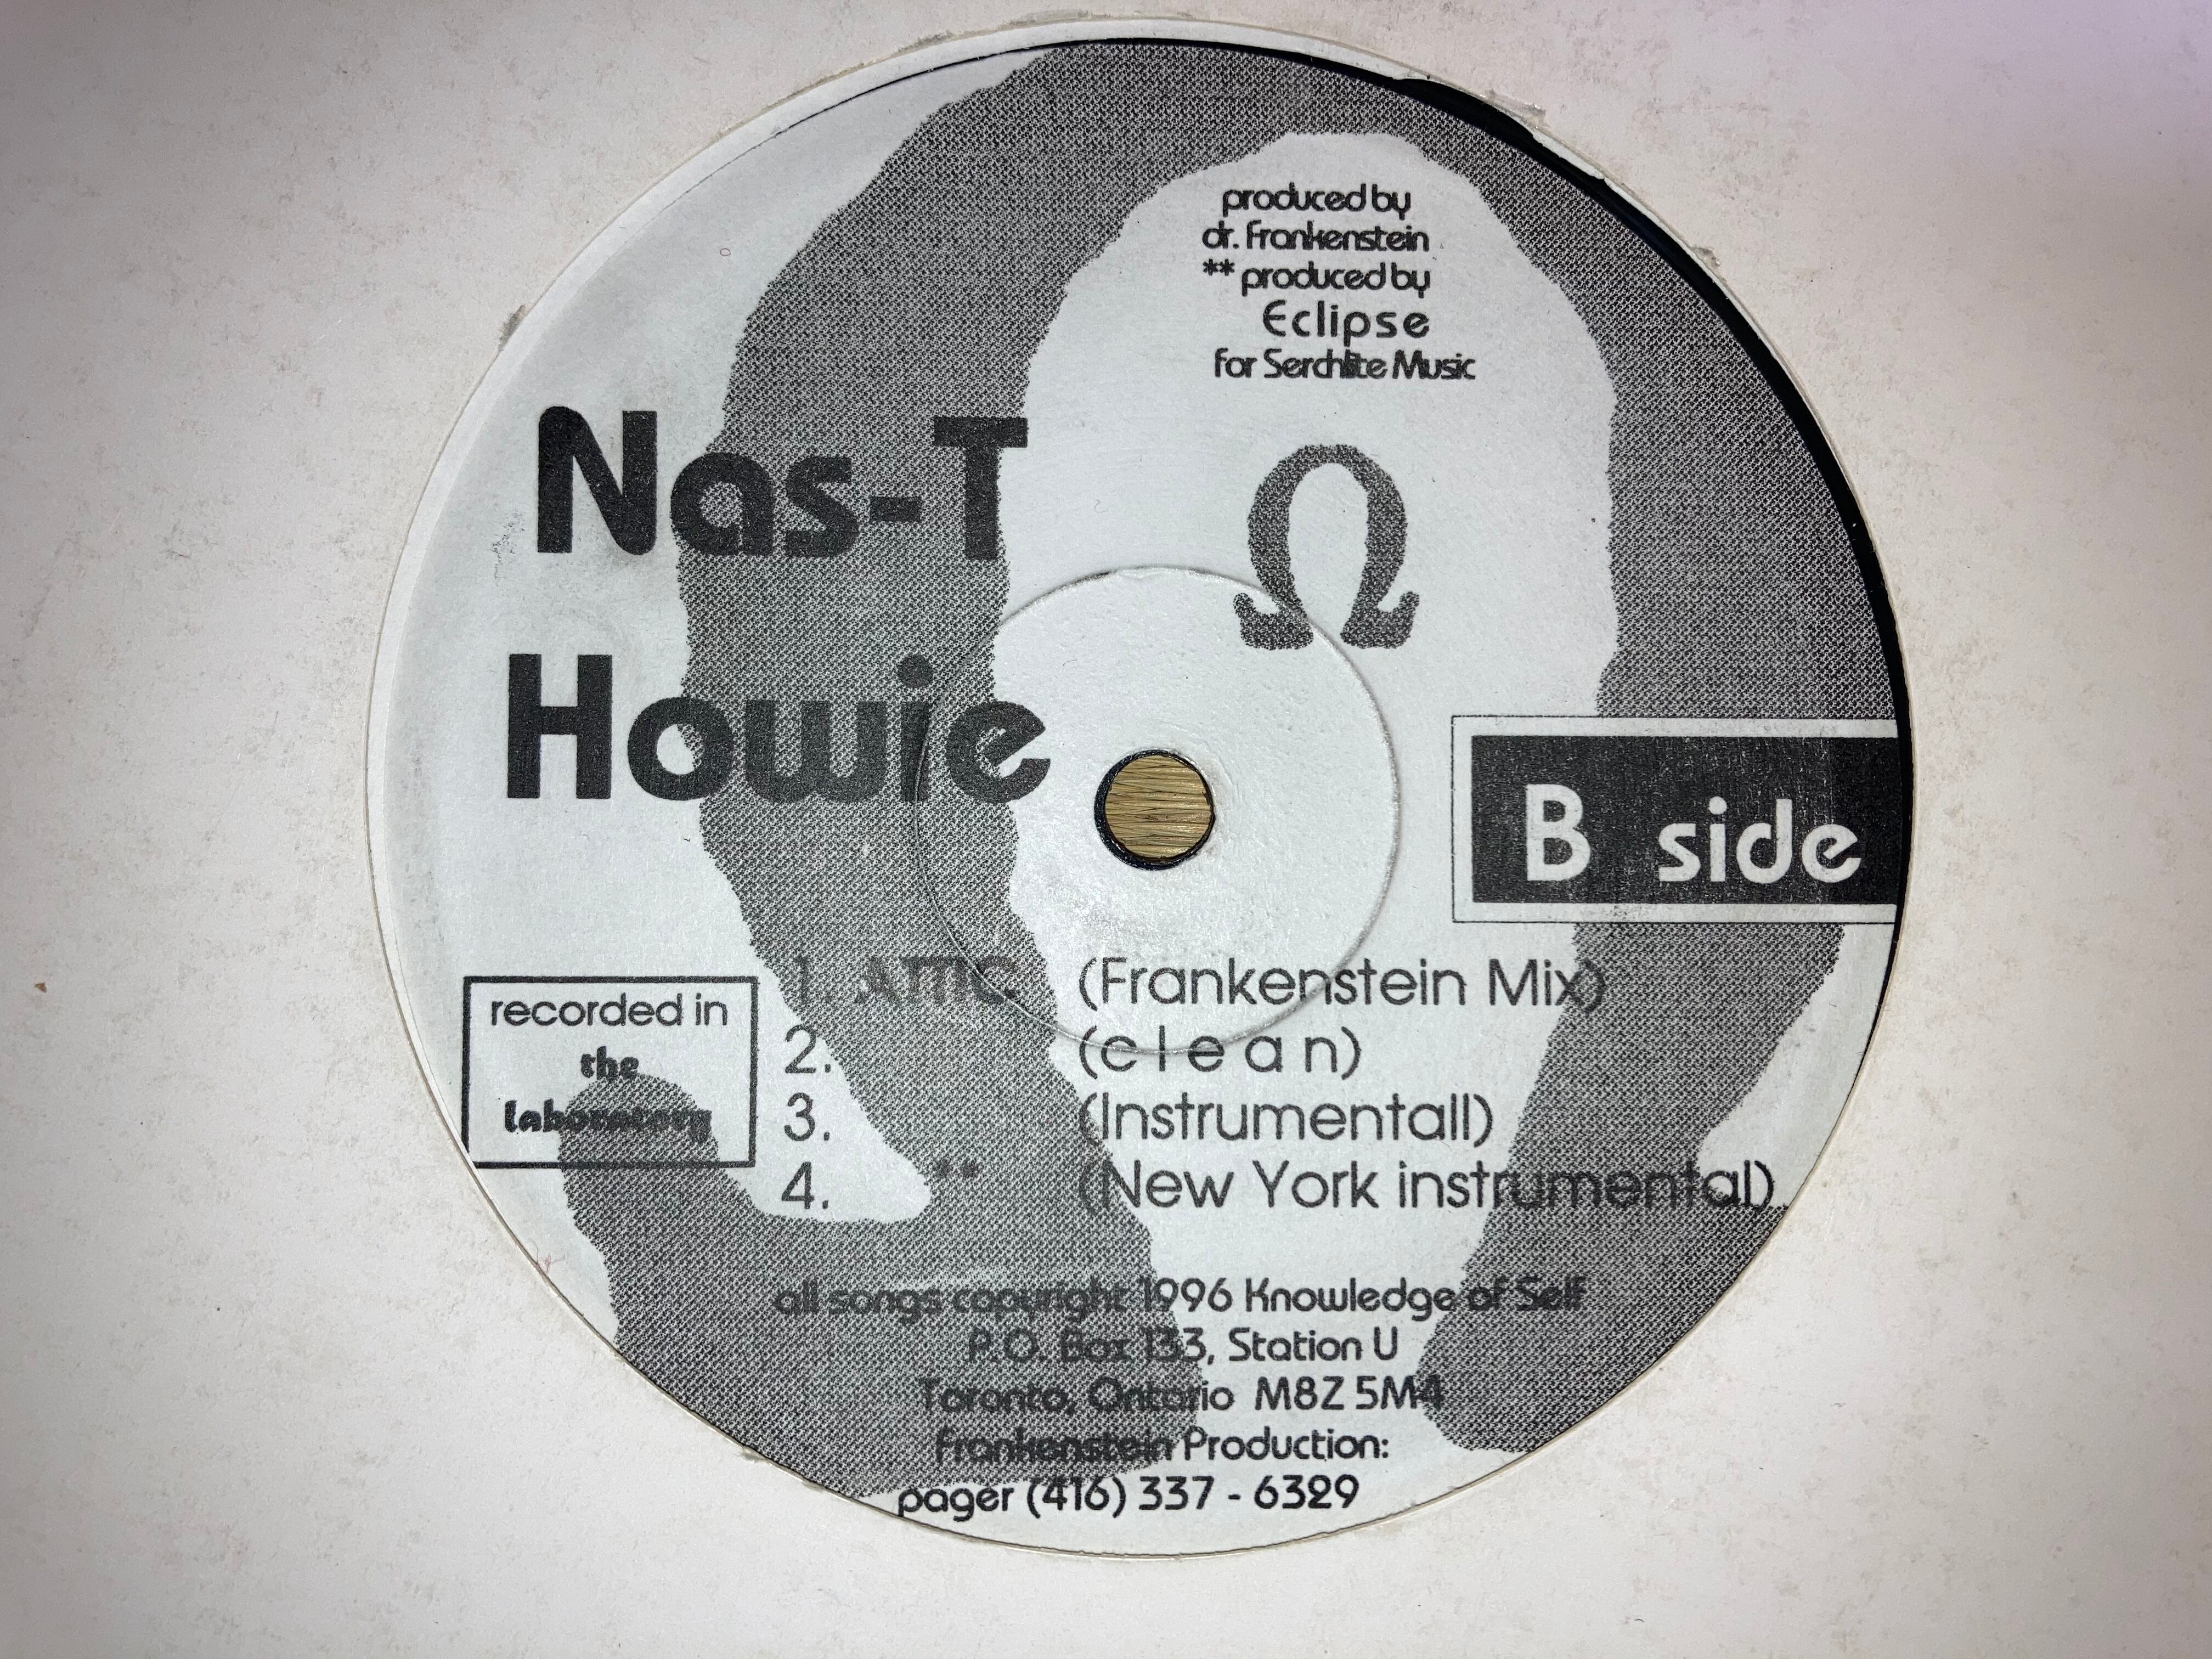 produced by
dr. Frankenstein
** produced by
Eclipse
for Serchlite Music
Nas-T
Howie
Ω
B side
recorded in
the
laboratory
1. AMC (Frankenstein Mix)
2. (clean)
3. (Instrumentall)
4. ** (New York instrumental)
all songs copyright 1996 Knowledge of Self
P.O. Box 133, Station U
Toronto, Ontario M8Z 5M4
Frankenstein Production:
pager (416) 337 - 6329